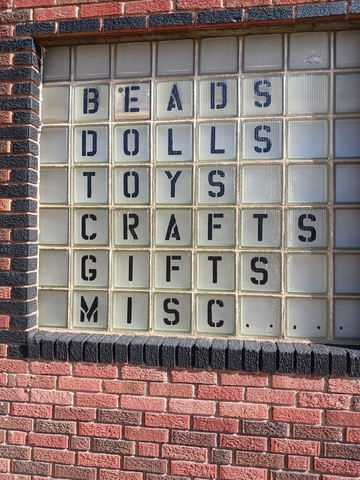 BEADS
DOLLS
TOYS
CRAFTS
GIFTS
MISC....